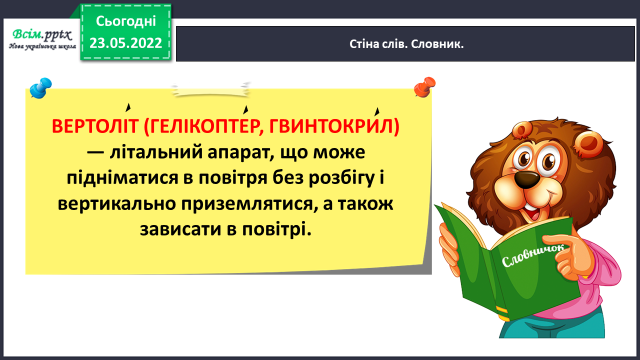 Всім.pptx
Нова українська школа
Сьогодні
23.05.2022
Стіна слів. Словник.
ВЕРТОЛІ́Т (ГЕЛІКОПТЕ́Р, ГВИНТОКРИ́Л)
— літальний апарат, що може
підніматися в повітря без розбігу і
вертикально приземлятися, а також
зависати в повітрі.
Словничок